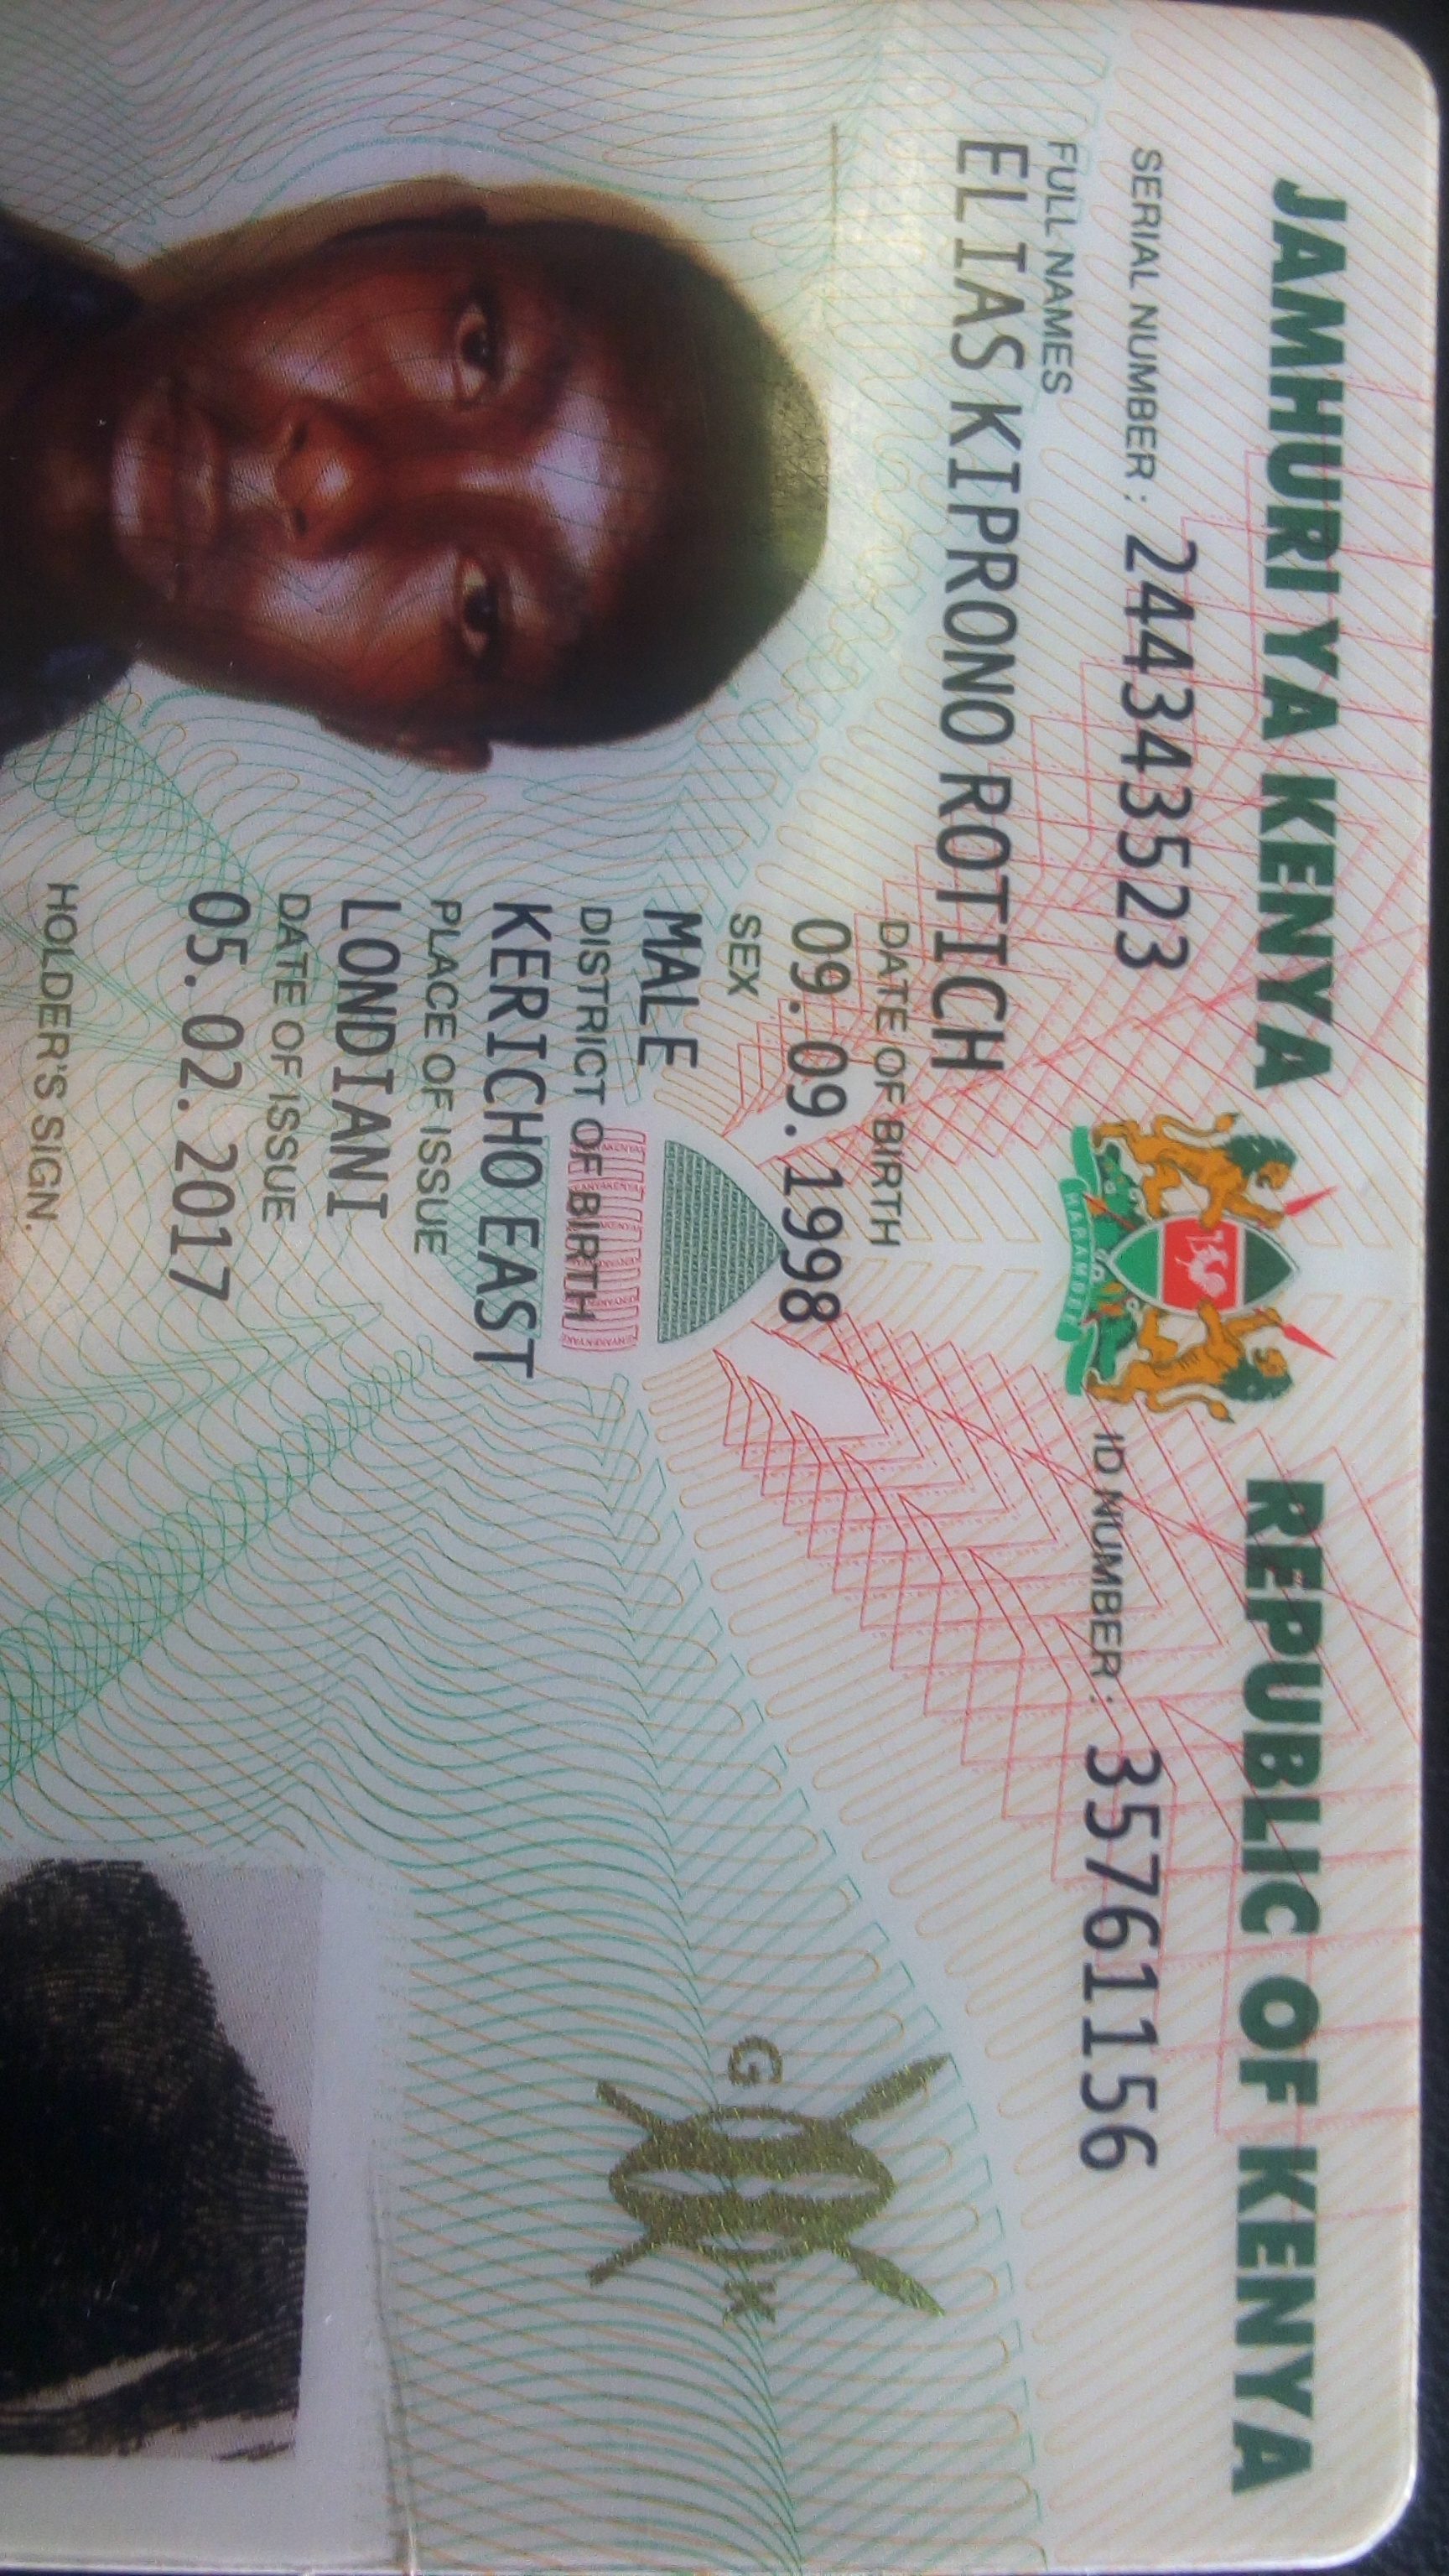 JAMHURI YA KENYA REPUBLIC OF KENYA
HARAMBEE
SERIAL NUMBER : 244343523 ID NUMBER : 35761156
FULL NAMES
ELIAS KIPRONO ROTICH
DATE OF BIRTH
09.09.1998
SEX
MALE
DISTRICT OF BIRTH
KERICHO EAST
PLACE OF ISSUE
LONDIANI
DATE OF ISSUE
05.02.2017
HOLDER'S SIGN.
G K